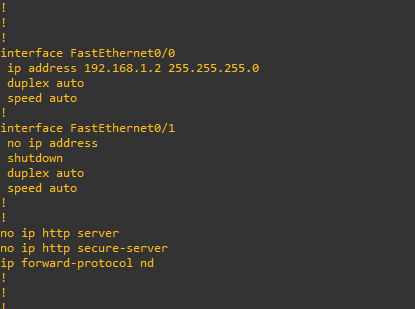 !
!
!
interface FastEthernet0/0
 ip address 192.168.1.2 255.255.255.0
 duplex auto
 speed auto
!
interface FastEthernet0/1
 no ip address
 shutdown
 duplex auto
 speed auto
!
!
no ip http server
no ip http secure-server
ip forward-protocol nd
!
!
!